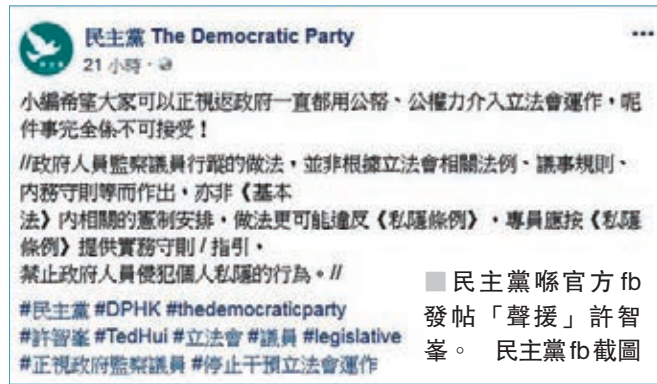 民主黨 The Democratic Party
21 小時
小編希望大家可以正視返政府一直都用公帑、公權力介入立法會運作，呢
件事完全係不可接受！
//政府人員監察議員行蹤的做法，並非根據立法會相關法例、議事規則、
內務守則等而作出，亦非《基本
法》內相關的憲制安排，做法更可能違反《私隱條例》，專員應按《私隱
條例》提供實務守則 / 指引，
禁止政府人員侵犯個人私隱的行為。//
#民主黨 #DPHK #thedemocraticparty
#許智峯 #TedHui #立法會 #議員 #legislative
#正視政府監察議員 #停止干預立法會運作
■民主黨喺官方fb
發帖「聲援」許智
峯。 民主黨fb截圖